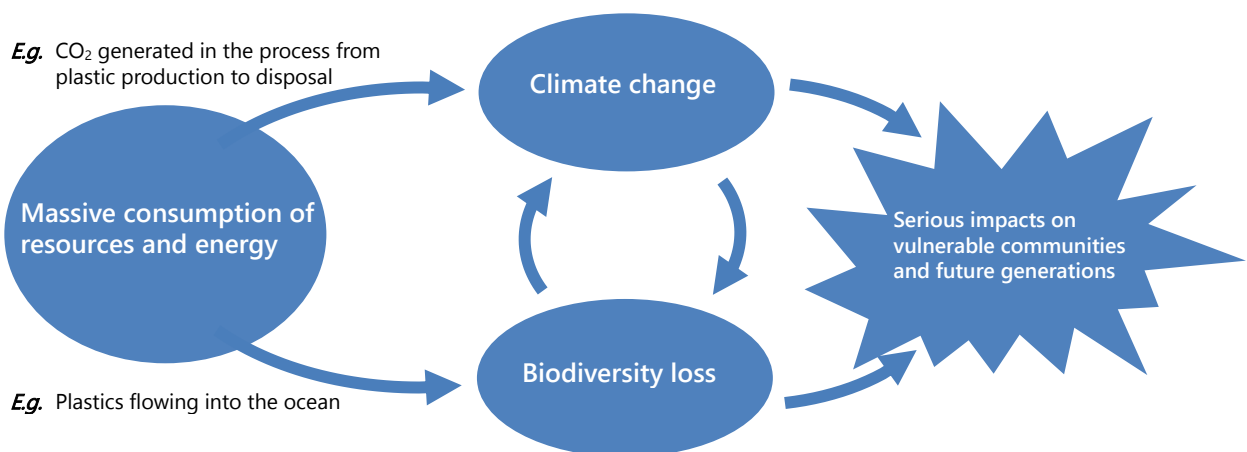 E.g. CO₂ generated in the process from
plastic production to disposal
Climate change
Massive consumption of
resources and energy
Serious impacts on
vulnerable communities
and future generations
Biodiversity loss
E.g. Plastics flowing into the ocean